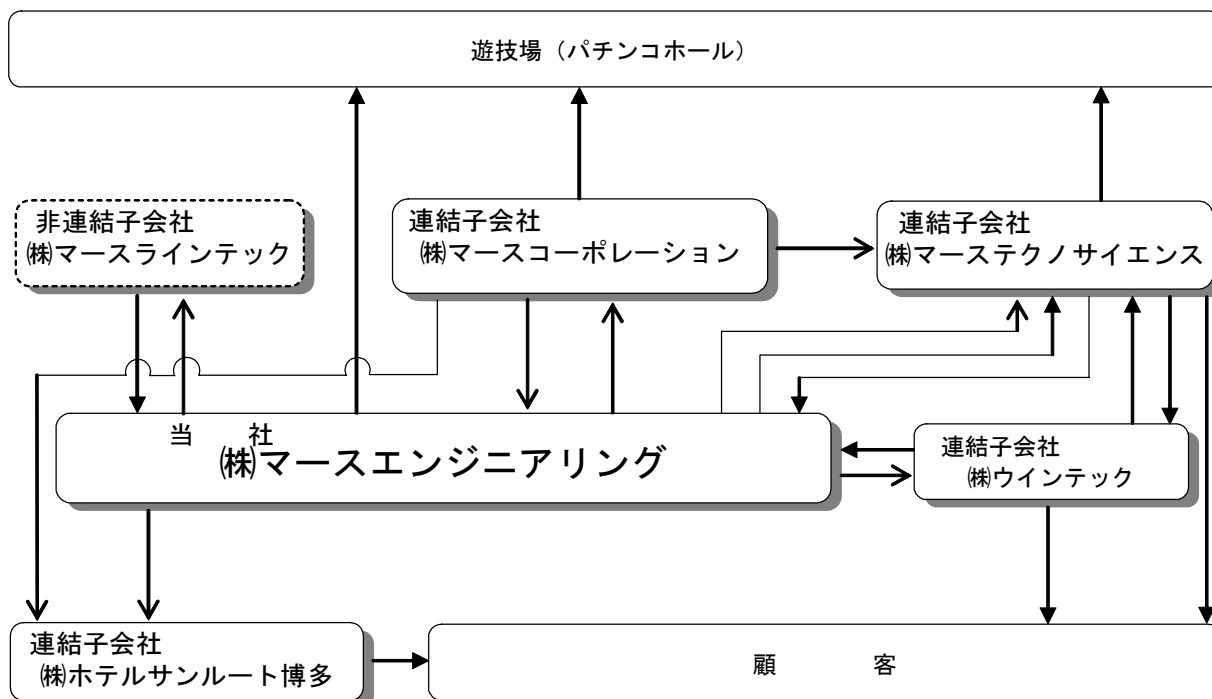 遊技場（パチンコホール）
非連結子会社
㈱マースラインテック
連結子会社
㈱マースコーポレーション
連結子会社
㈱マーステクノサイエンス
当　　社
㈱マースエンジニアリング
連結子会社
㈱ウインテック
連結子会社
㈱ホテルサンルート博多
顧　　　客